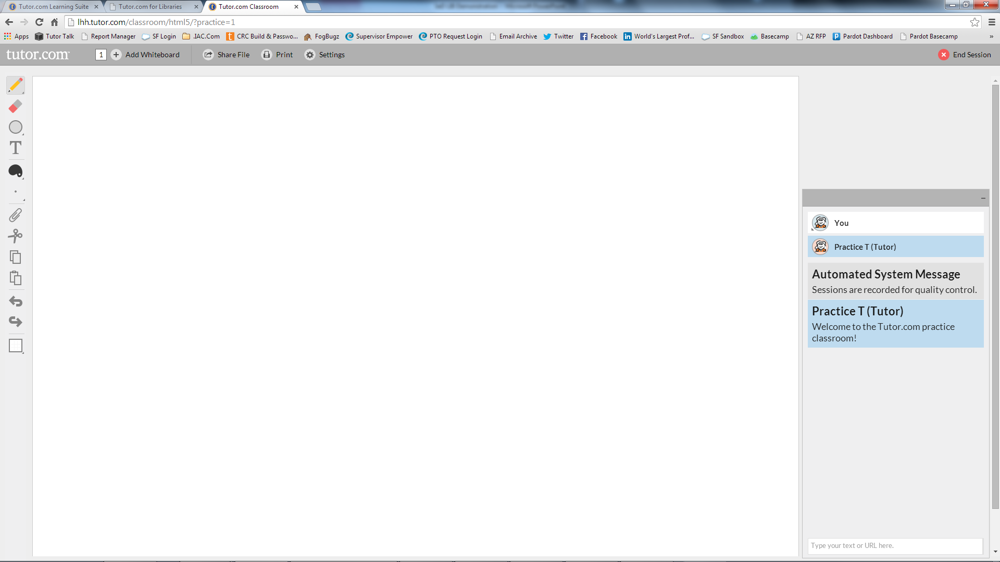 Tutor.com Learning Suite
Tutor.com for Libraries
Tutor.com Classroom
lhh.tutor.com/classroom/html5/?practice=1
Apps
Tutor Talk
Report Manager
SF Login
.IAC.Com
CRC Build & Passwo...
FogBugz
Supervisor Empower
PTO Request Login
Email Archive
Twitter
Facebook
World's Largest Prof...
SF Sandbox
Basecamp
AZ RFP
Pardot Dashboard
Pardot Basecamp
»
tutor.com
1
Add Whiteboard
Share File
Print
Settings
End Session
T
You
Practice T (Tutor)
Automated System Message
Sessions are recorded for quality control.
Practice T (Tutor)
Welcome to the Tutor.com practice
classroom!
Type your text or URL here.